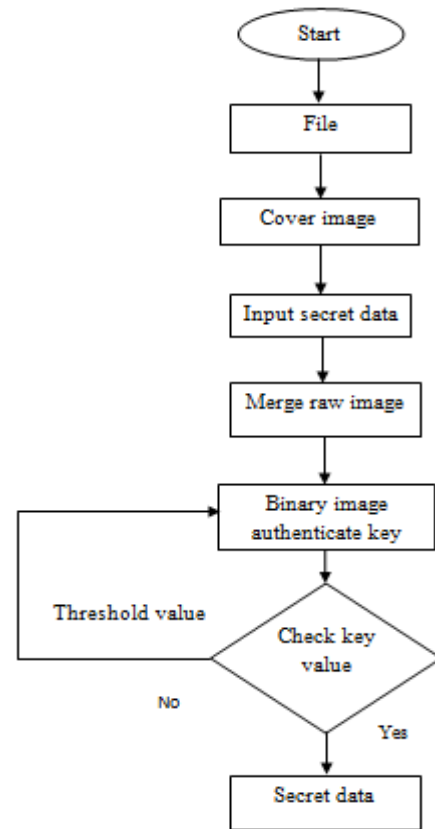 Start
File
Cover image
Input secret data
Merge raw image
Binary image
authenticate key
Threshold value
Check key
value
No
Yes
Secret data